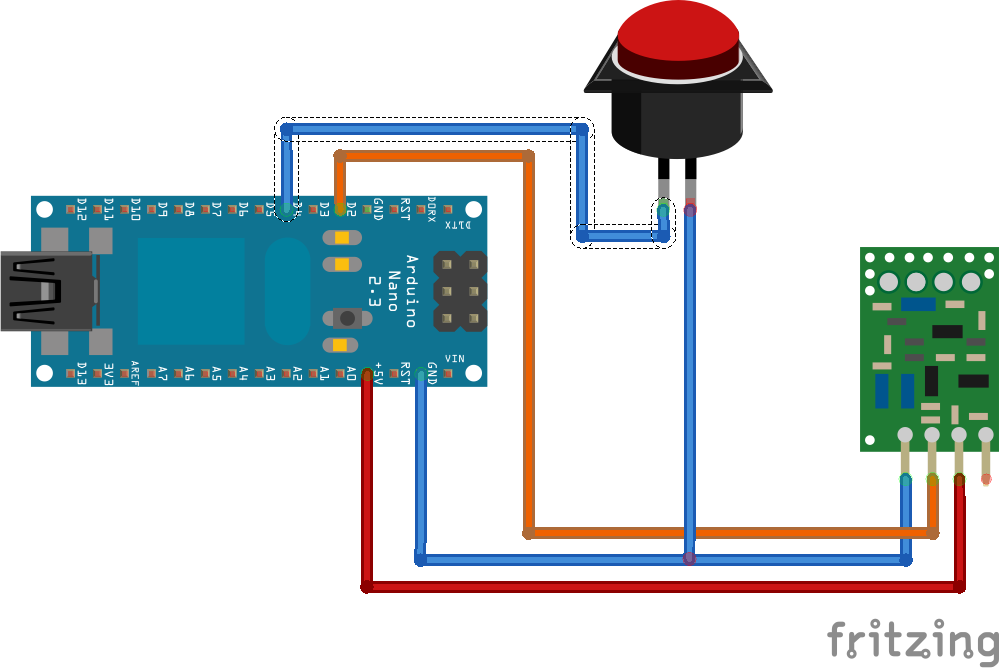 D12 D11 D10 D9 D8 D7 D6 D5 D3 D2 GND RST D0RX D1TX
Arduino
Nano
2.3
VIN
D13 3V3 AREF A7 A6 A5 A4 A3 A2 A1 A0 +5V RST GND
fritzing